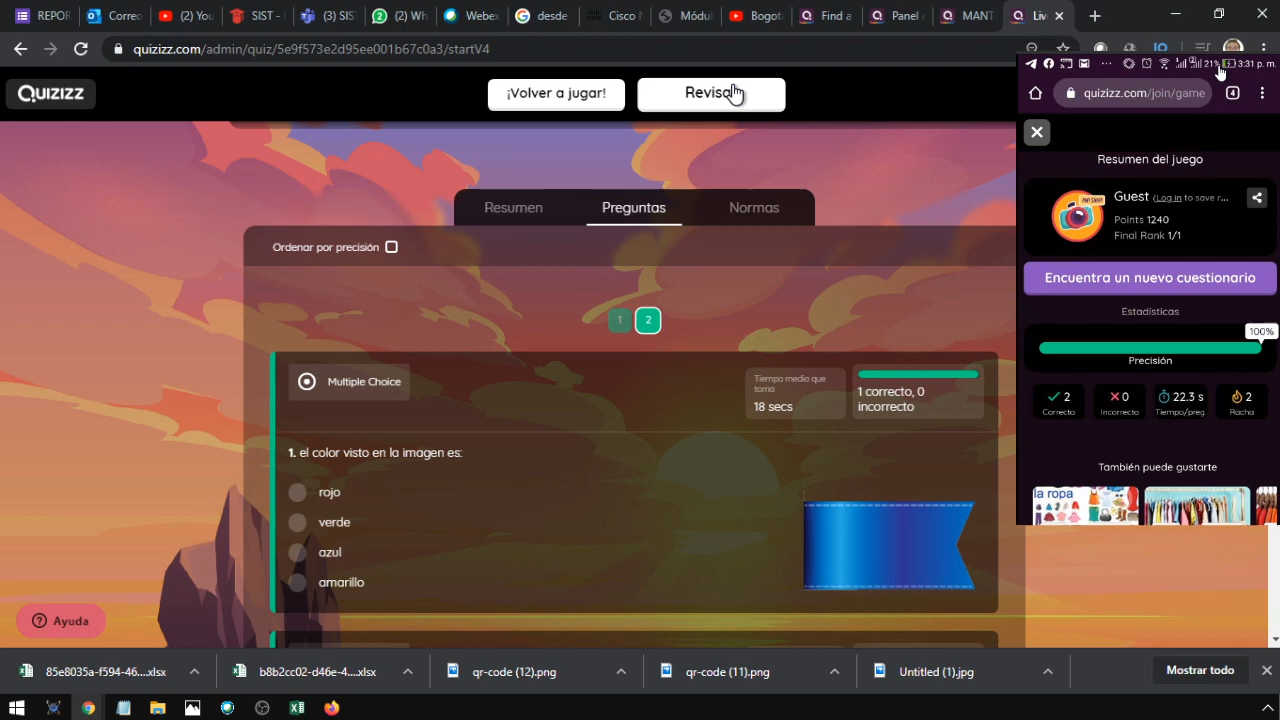 REPOR
Correo
(2) You
SIST -
(3) SIS
(2) Wh
Webex
desde
Cisco N
Módul
Bogota
Find a
Panel
MANT
Live
quizizz.com/admin/quiz/5e9f573e2d95ee001b67c0a3/startV4
Quizizz
¡Volver a jugar!
Revisa
Resumen
Preguntas
Normas
Ordenar por precisión
1
2
Multiple Choice
Tiempo medio que toma
18 secs
1 correcto, 0
incorrecto
1. el color visto en la imagen es:
rojo
verde
azul
amarillo
Ayuda
21%
3:31 p. m.
quizizz.com/join/game
4
Resumen del juego
Guest (Log in to save r...
Points 1240
Final Rank 1/1
Encuentra un nuevo cuestionario
Estadísticas
100%
Precisión
2
Correcto
0
Incorrecto
22.3 s
Tiempo/preg
2
Racha
También puede gustarte
la ropa
85e8035a-f594-46....xlsx
b8b2cc02-d46e-4....xlsx
qr-code (12).png
qr-code (11).png
Untitled (1).jpg
Mostrar todo